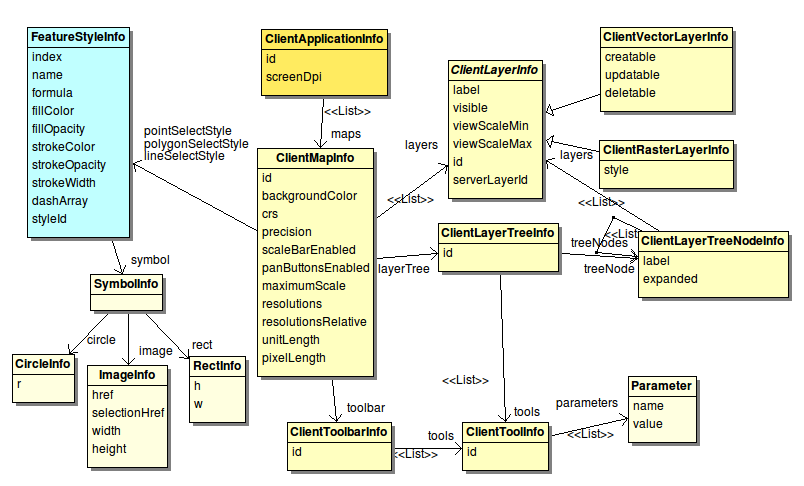 FeatureStyleInfo
index
name
formula
fillColor
fillOpacity
strokeColor
strokeOpacity
strokeWidth
dashArray
styleId
ClientApplicationInfo
id
screenDpi
<<List>>
maps
pointSelectStyle
polygonSelectStyle
lineSelectStyle
ClientMapInfo
id
backgroundColor
crs
precision
scaleBarEnabled
panButtonsEnabled
maximumScale
resolutions
resolutionsRelative
unitLength
pixelLength
layers
<<List>>
ClientLayerInfo
label
visible
viewScaleMin
viewScaleMax
id
serverLayerId
ClientVectorLayerInfo
creatable
updatable
deletable
ClientRasterLayerInfo
style
layers
<<List>>
<<List
ClientLayerTreeInfo
id
layerTree
treeNodes
treeNode
ClientLayerTreeNodeInfo
label
expanded
symbol
SymbolInfo
circle
image
rect
CircleInfo
r
ImageInfo
href
selectionHref
width
height
RectInfo
h
w
toolbar
ClientToolbarInfo
id
tools
<<List>>
<<List>>
tools
ClientToolInfo
id
parameters
<<List>>
Parameter
name
value